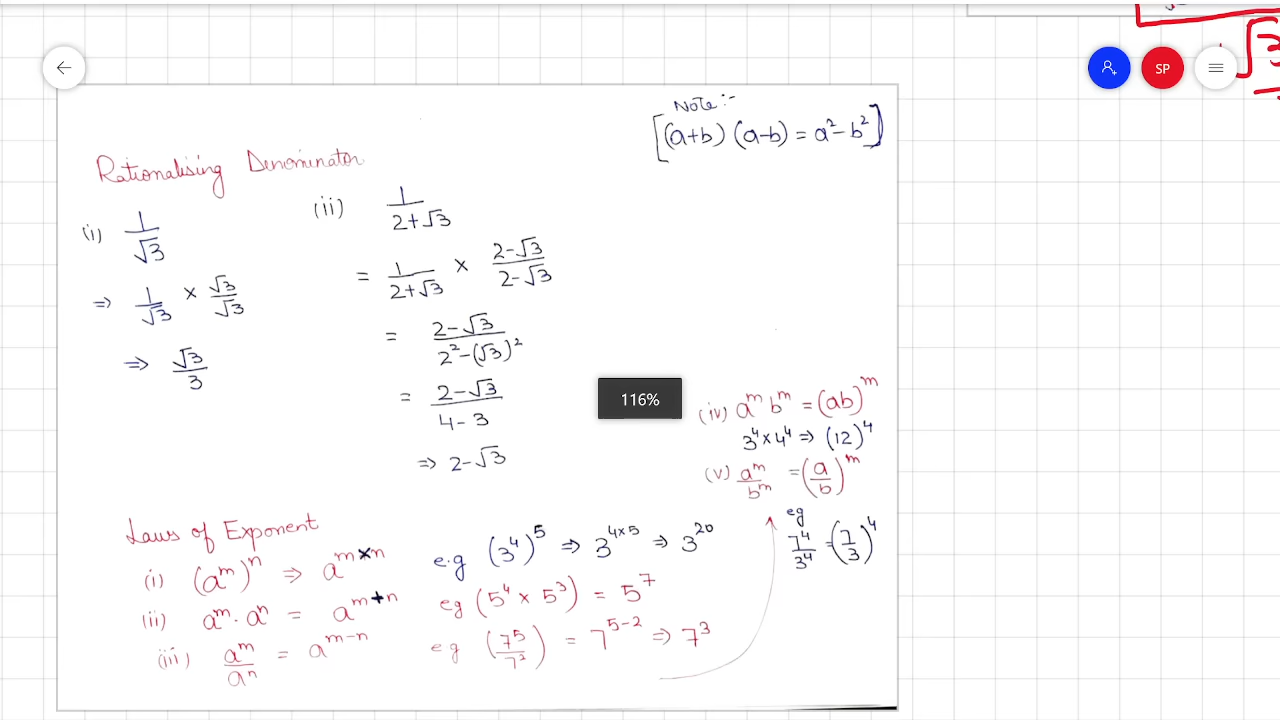 Note :-
[(a+b) (a-b) = a² - b²]
Rationalising Denominator
(i) 1/√3
⇒ 1/√3 × √3/√3
⇒ √3/3
(ii) 1/(2+√3)
= 1/(2+√3) × (2-√3)/(2-√3)
= (2-√3)/(2²-(√3)²)
= (2-√3)/(4-3)
⇒ 2-√3
Laws of Exponent
(i) (a^m)^n ⇒ a^(m×n) e.g (3⁴)⁵ ⇒ 3^(4×5) ⇒ 3²⁰
(ii) a^m · a^n = a^(m+n) eg (5⁴ × 5³) = 5⁷
(iii) a^m/a^n = a^(m-n) eg (7⁵/7²) = 7^(5-2) ⇒ 7³
(iv) a^m b^m = (ab)^m
3⁴ × 4⁴ ⇒ (12)⁴
(v) a^m/b^m = (a/b)^m
eg
7⁴/3⁴ = (7/3)⁴
116%
SP
√3